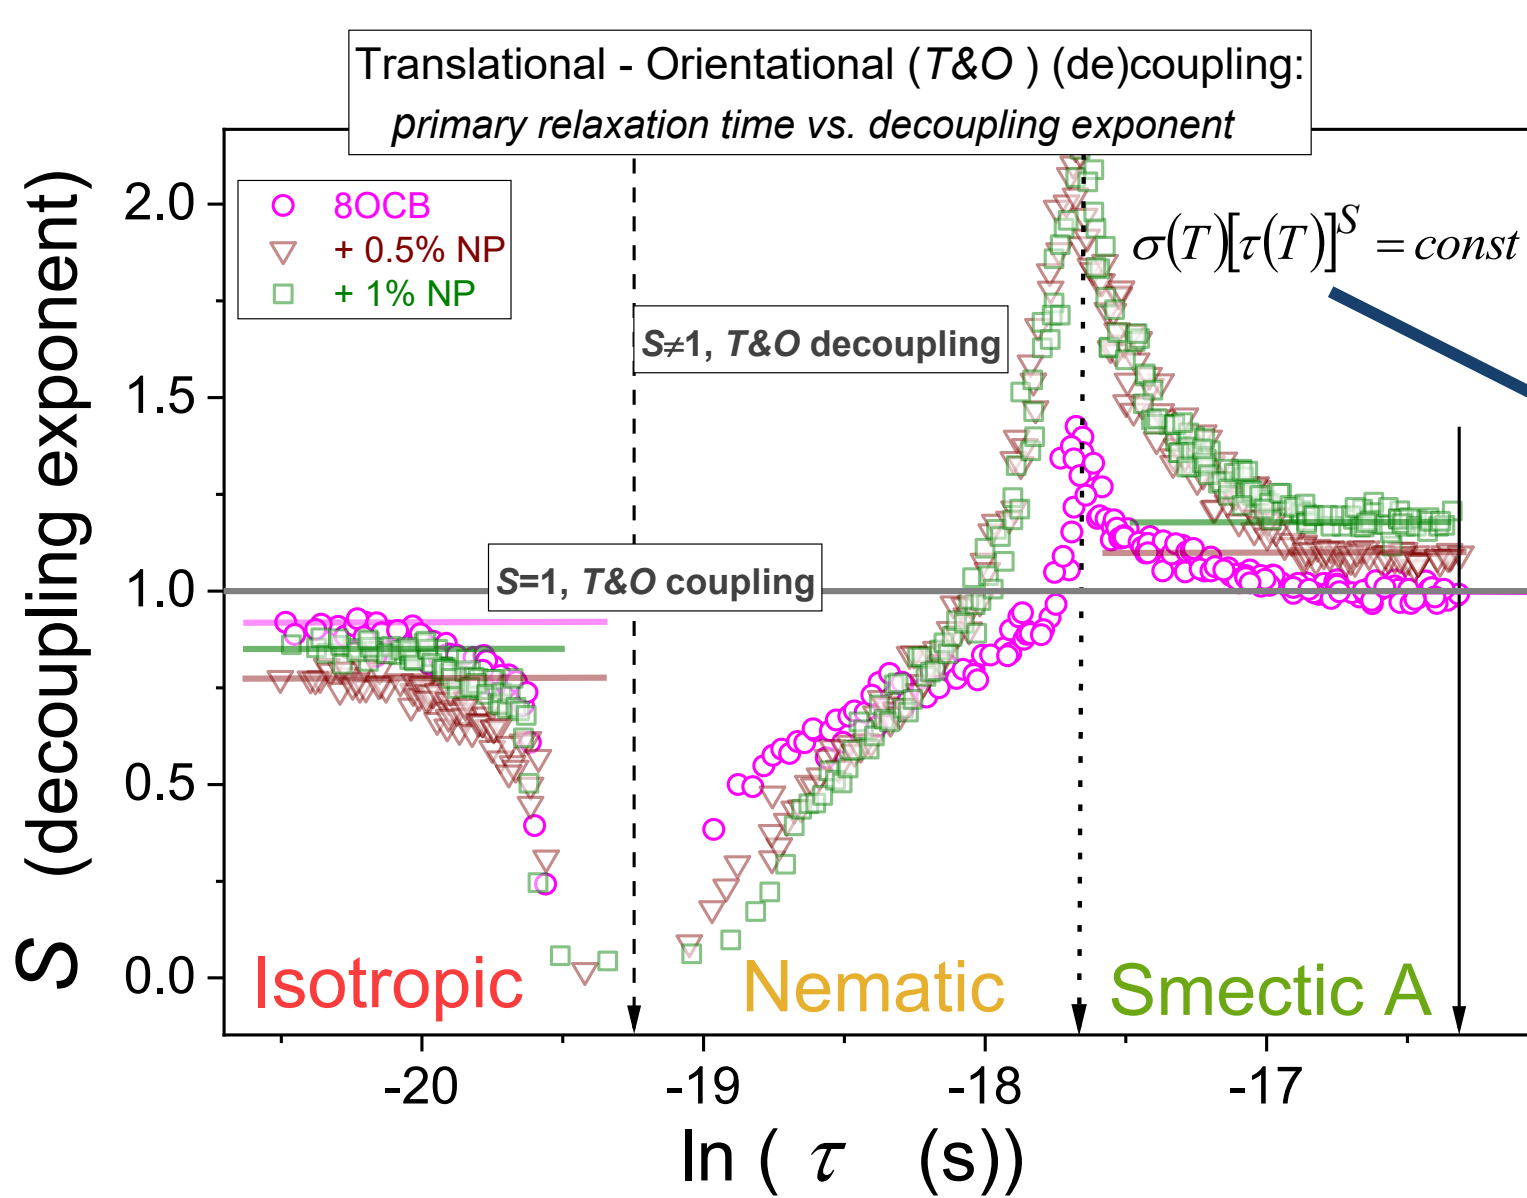 Translational - Orientational (T&O ) (de)coupling:
primary relaxation time vs. decoupling exponent
8OCB
+ 0.5% NP
+ 1% NP
σ(T)[τ(T)]^S = const
S≠1, T&O decoupling
S=1, T&O coupling
S (decoupling exponent)
2.0
1.5
1.0
0.5
0.0
Isotropic
Nematic
Smectic A
-20
-19
-18
-17
ln ( τ (s))